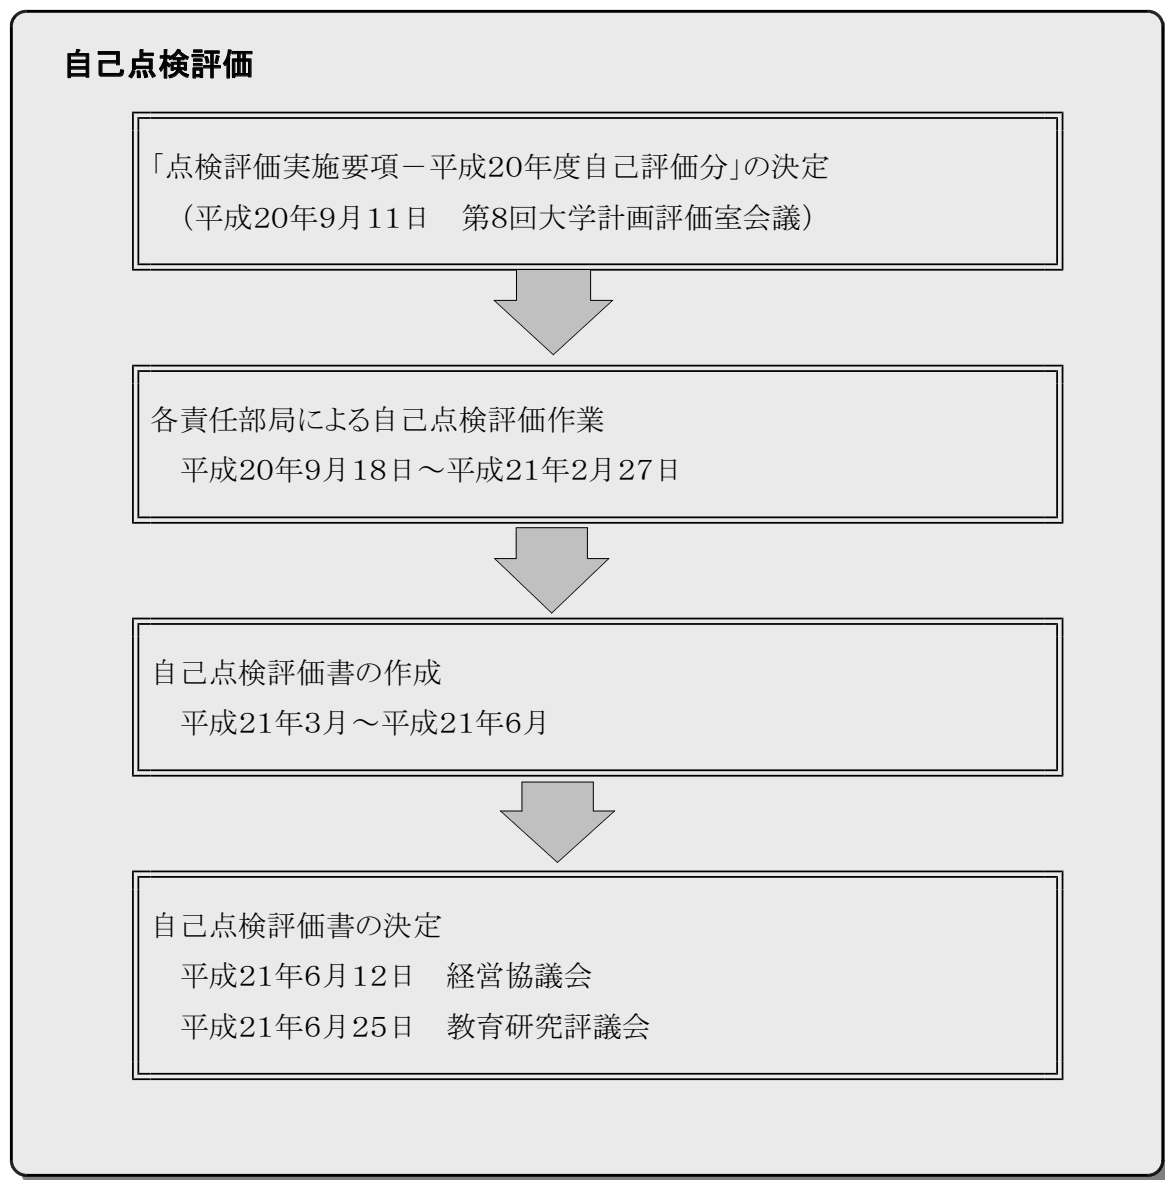 自己点検評価
「点検評価実施要項－平成20年度自己評価分」の決定
（平成20年9月11日　第8回大学計画評価室会議）
各責任部局による自己点検評価作業
平成20年9月18日～平成21年2月27日
自己点検評価書の作成
平成21年3月～平成21年6月
自己点検評価書の決定
平成21年6月12日　経営協議会
平成21年6月25日　教育研究評議会